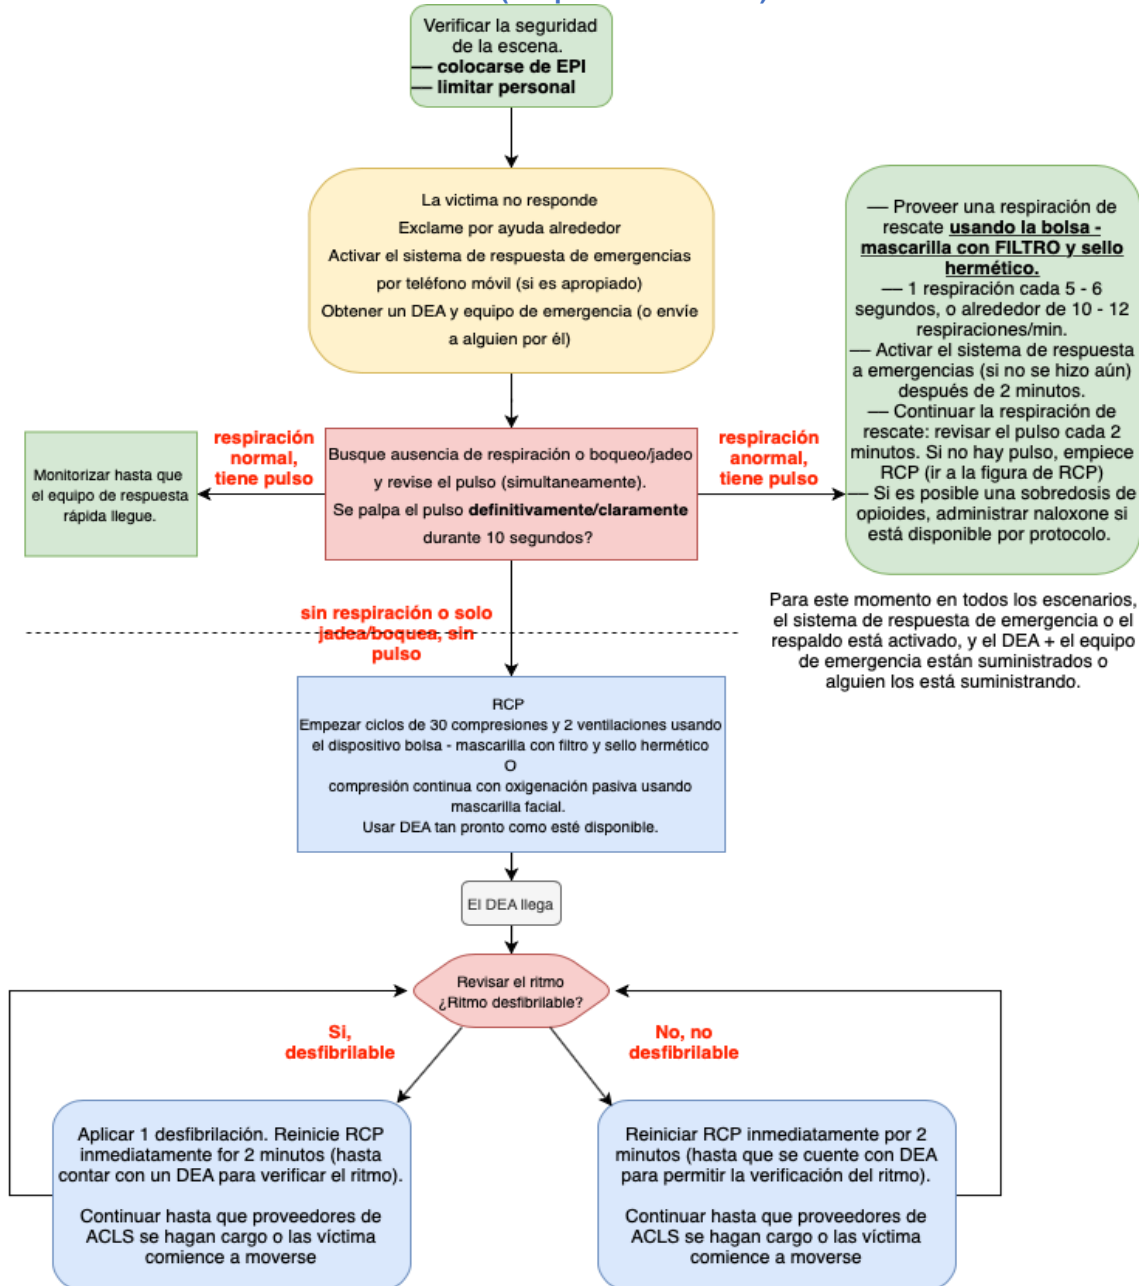 Verificar la seguridad
de la escena.
— colocarse de EPI
— limitar personal
La victima no responde
Exclame por ayuda alrededor
Activar el sistema de respuesta de emergencias
por teléfono móvil (si es apropiado)
Obtener un DEA y equipo de emergencia (o envíe
a alguien por él)
— Proveer una respiración de
rescate usando la bolsa -
mascarilla con FILTRO y sello
hermético.
— 1 respiración cada 5 - 6
segundos, o alrededor de 10 - 12
respiraciones/min.
— Activar el sistema de respuesta
a emergencias (si no se hizo aún)
después de 2 minutos.
— Continuar la respiración de
rescate: revisar el pulso cada 2
minutos. Si no hay pulso, empiece
RCP (ir a la figura de RCP)
— Si es posible una sobredosis de
opioides, administrar naloxone si
está disponible por protocolo.
respiración
normal,
tiene pulso
respiración
anormal,
tiene pulso
Monitorizar hasta que
el equipo de respuesta
rápida llegue.
Busque ausencia de respiración o boqueo/jadeo
y revise el pulso (simultaneamente).
Se palpa el pulso definitivamente/claramente
durante 10 segundos?
sin respiración o solo
jadea/boquea, sin
pulso
Para este momento en todos los escenarios,
el sistema de respuesta de emergencia o el
respaldo está activado, y el DEA + el equipo
de emergencia están suministrados o
alguien los está suministrando.
RCP
Empezar ciclos de 30 compresiones y 2 ventilaciones usando
el dispositivo bolsa - mascarilla con filtro y sello hermético
O
compresión continua con oxigenación pasiva usando
mascarilla facial.
Usar DEA tan pronto como esté disponible.
El DEA llega
Revisar el ritmo
¿Ritmo desfibrilable?
Si,
desfibrilable
No, no
desfibrilable
Aplicar 1 desfibrilación. Reinicie RCP
inmediatamente for 2 minutos (hasta
contar con un DEA para verificar el ritmo).
Continuar hasta que proveedores de
ACLS se hagan cargo o las víctima
comience a moverse
Reiniciar RCP inmediatamente por 2
minutos (hasta que se cuente con DEA
para permitir la verificación del ritmo).
Continuar hasta que proveedores de
ACLS se hagan cargo o las víctima
comience a moverse